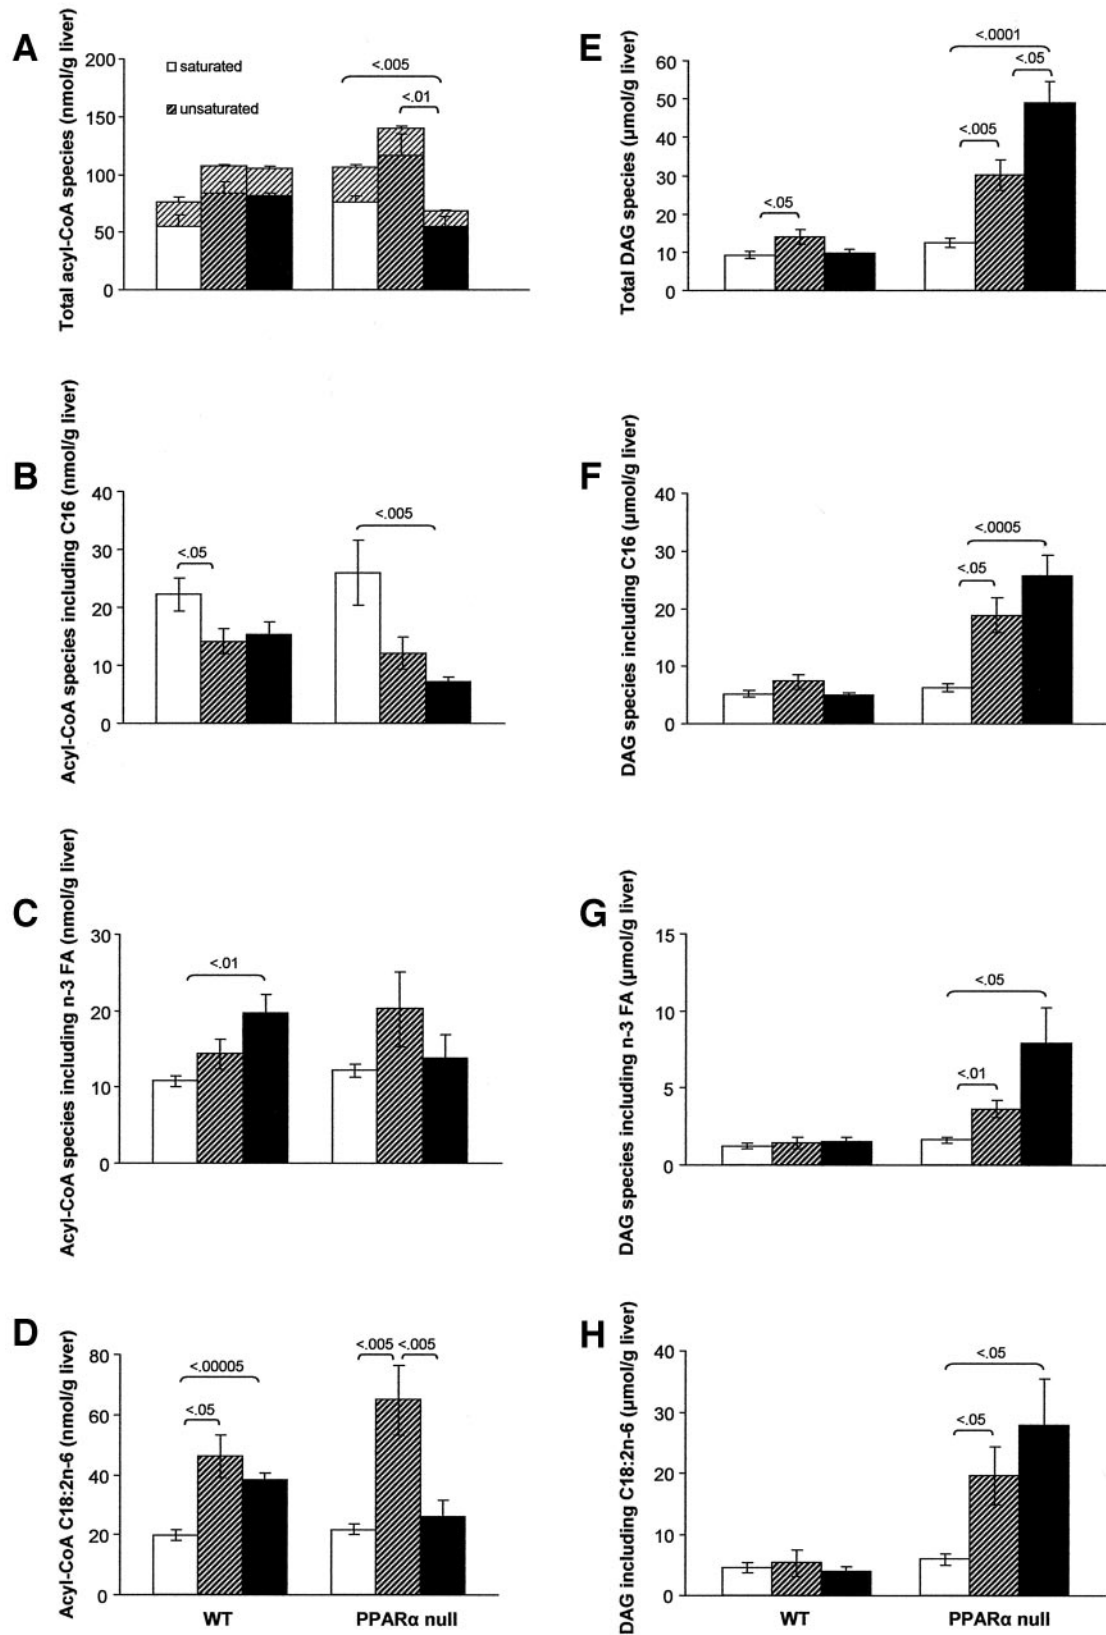 A
Total acyl-CoA species (nmol/g liver)
200
150
100
50
0
saturated
unsaturated
<.005
<.01
E
Total DAG species (µmol/g liver)
60
50
40
30
20
10
0
<.05
<.005
<.0001
<.05
B
Acyl-CoA species including C16 (nmol/g liver)
40
30
20
10
0
<.05
<.005
F
DAG species including C16 (µmol/g liver)
40
30
20
10
0
<.05
<.0005
C
Acyl-CoA species including n-3 FA (nmol/g liver)
30
20
10
0
<.01
G
DAG species including n-3 FA (µmol/g liver)
15
10
5
0
<.01
<.05
D
Acyl-CoA C18:2n-6 (nmol/g liver)
80
60
40
20
0
<.05
<.00005
<.005 <.005
WT PPARα null
H
DAG including C18:2n-6 (µmol/g liver)
40
30
20
10
0
<.05
<.05
WT PPARα null